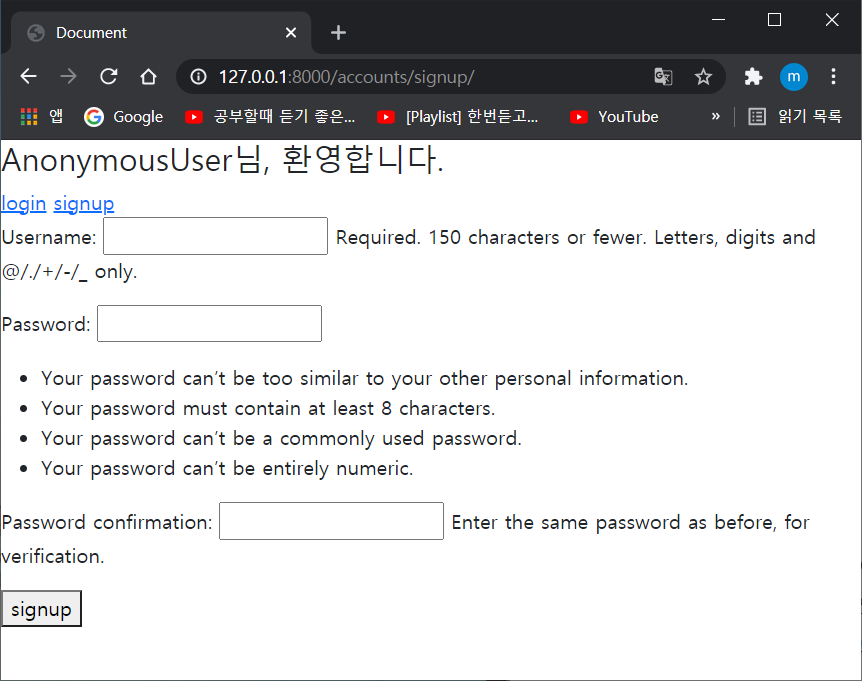 Document
127.0.0.1:8000/accounts/signup/
m
앱 Google 공부할때 듣기 좋은... [Playlist] 한번듣고... YouTube » 읽기 목록
AnonymousUser님, 환영합니다.
login signup
Username: Required. 150 characters or fewer. Letters, digits and
@/./+/-/_ only.
Password:
• Your password can't be too similar to your other personal information.
• Your password must contain at least 8 characters.
• Your password can't be a commonly used password.
• Your password can't be entirely numeric.
Password confirmation: Enter the same password as before, for
verification.
signup